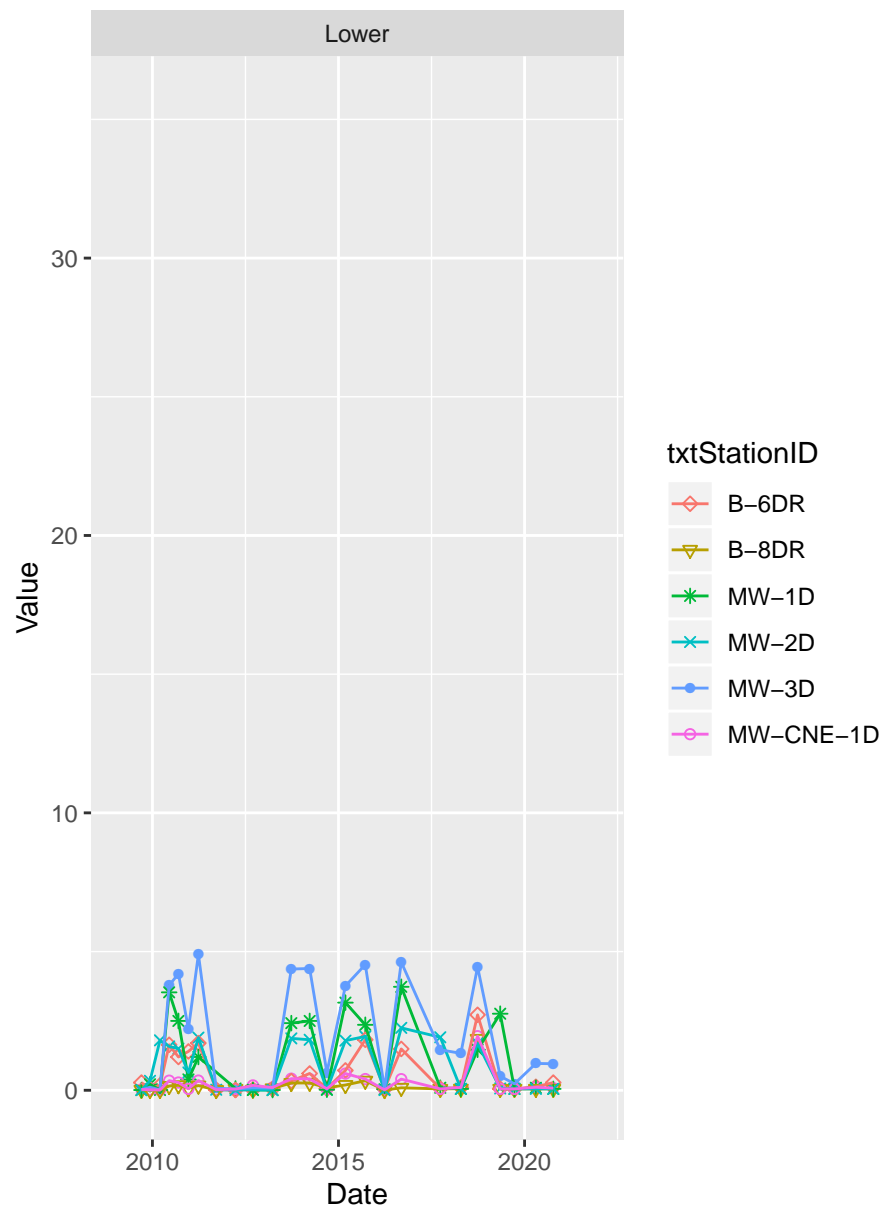 Lower
30
20
10
0
Value
2010
2015
2020
Date
txtStationID
B−6DR
B−8DR
MW−1D
MW−2D
MW−3D
MW−CNE−1D